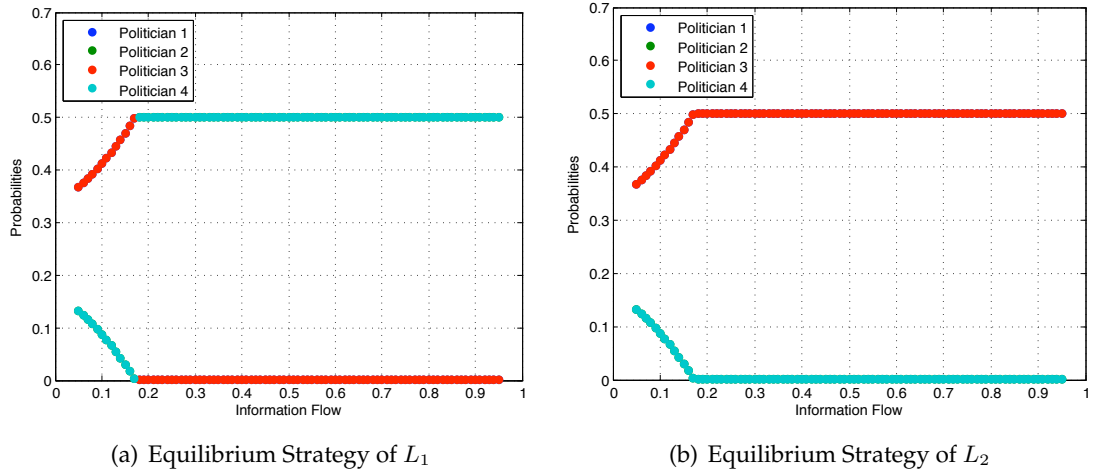 0.7
0.6
0.5
0.4
0.3
0.2
0.1
0
Probabilities
Politician 1
Politician 2
Politician 3
Politician 4
0 0.1 0.2 0.3 0.4 0.5 0.6 0.7 0.8 0.9 1
Information Flow
(a) Equilibrium Strategy of L1
0.7
0.6
0.5
0.4
0.3
0.2
0.1
0
Probabilities
Politician 1
Politician 2
Politician 3
Politician 4
0 0.1 0.2 0.3 0.4 0.5 0.6 0.7 0.8 0.9 1
Information Flow
(b) Equilibrium Strategy of L2